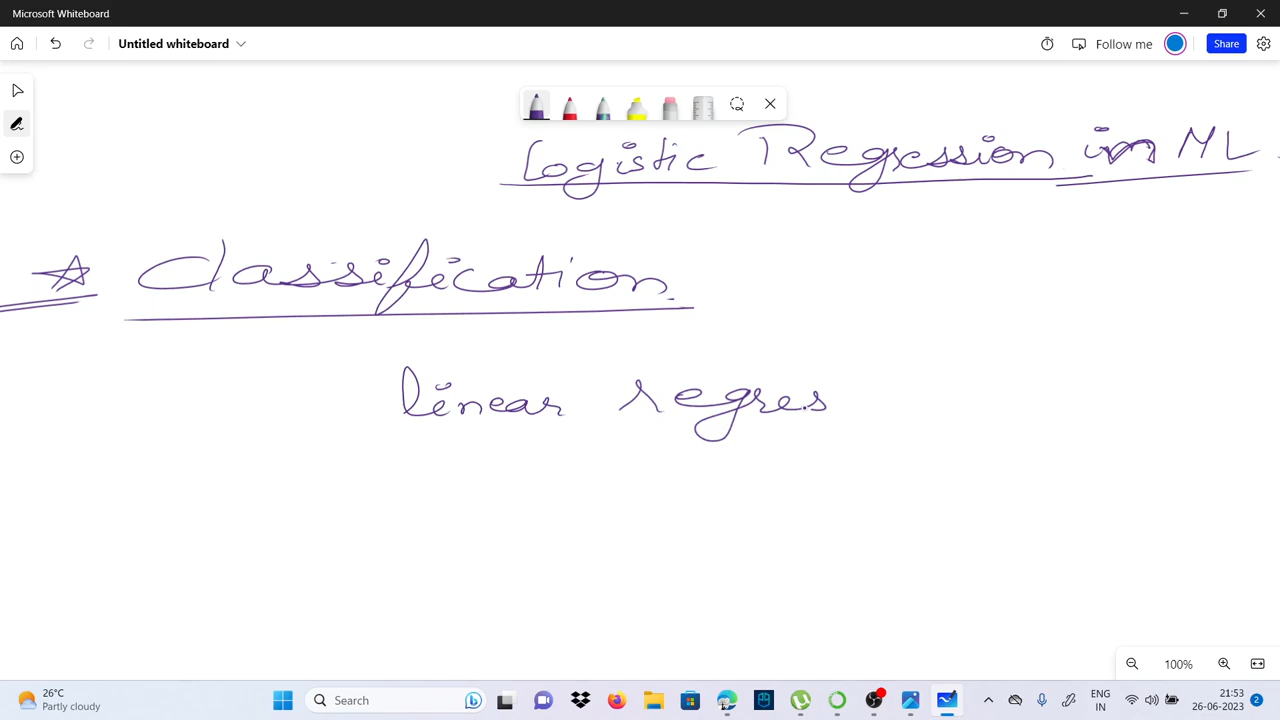 Microsoft Whiteboard
Untitled whiteboard
Follow me
Share
Logistic Regression in ML
Classification
linear regres
100%
26°C
Partly cloudy
Search
ENG
IN
21:53
26-06-2023
2